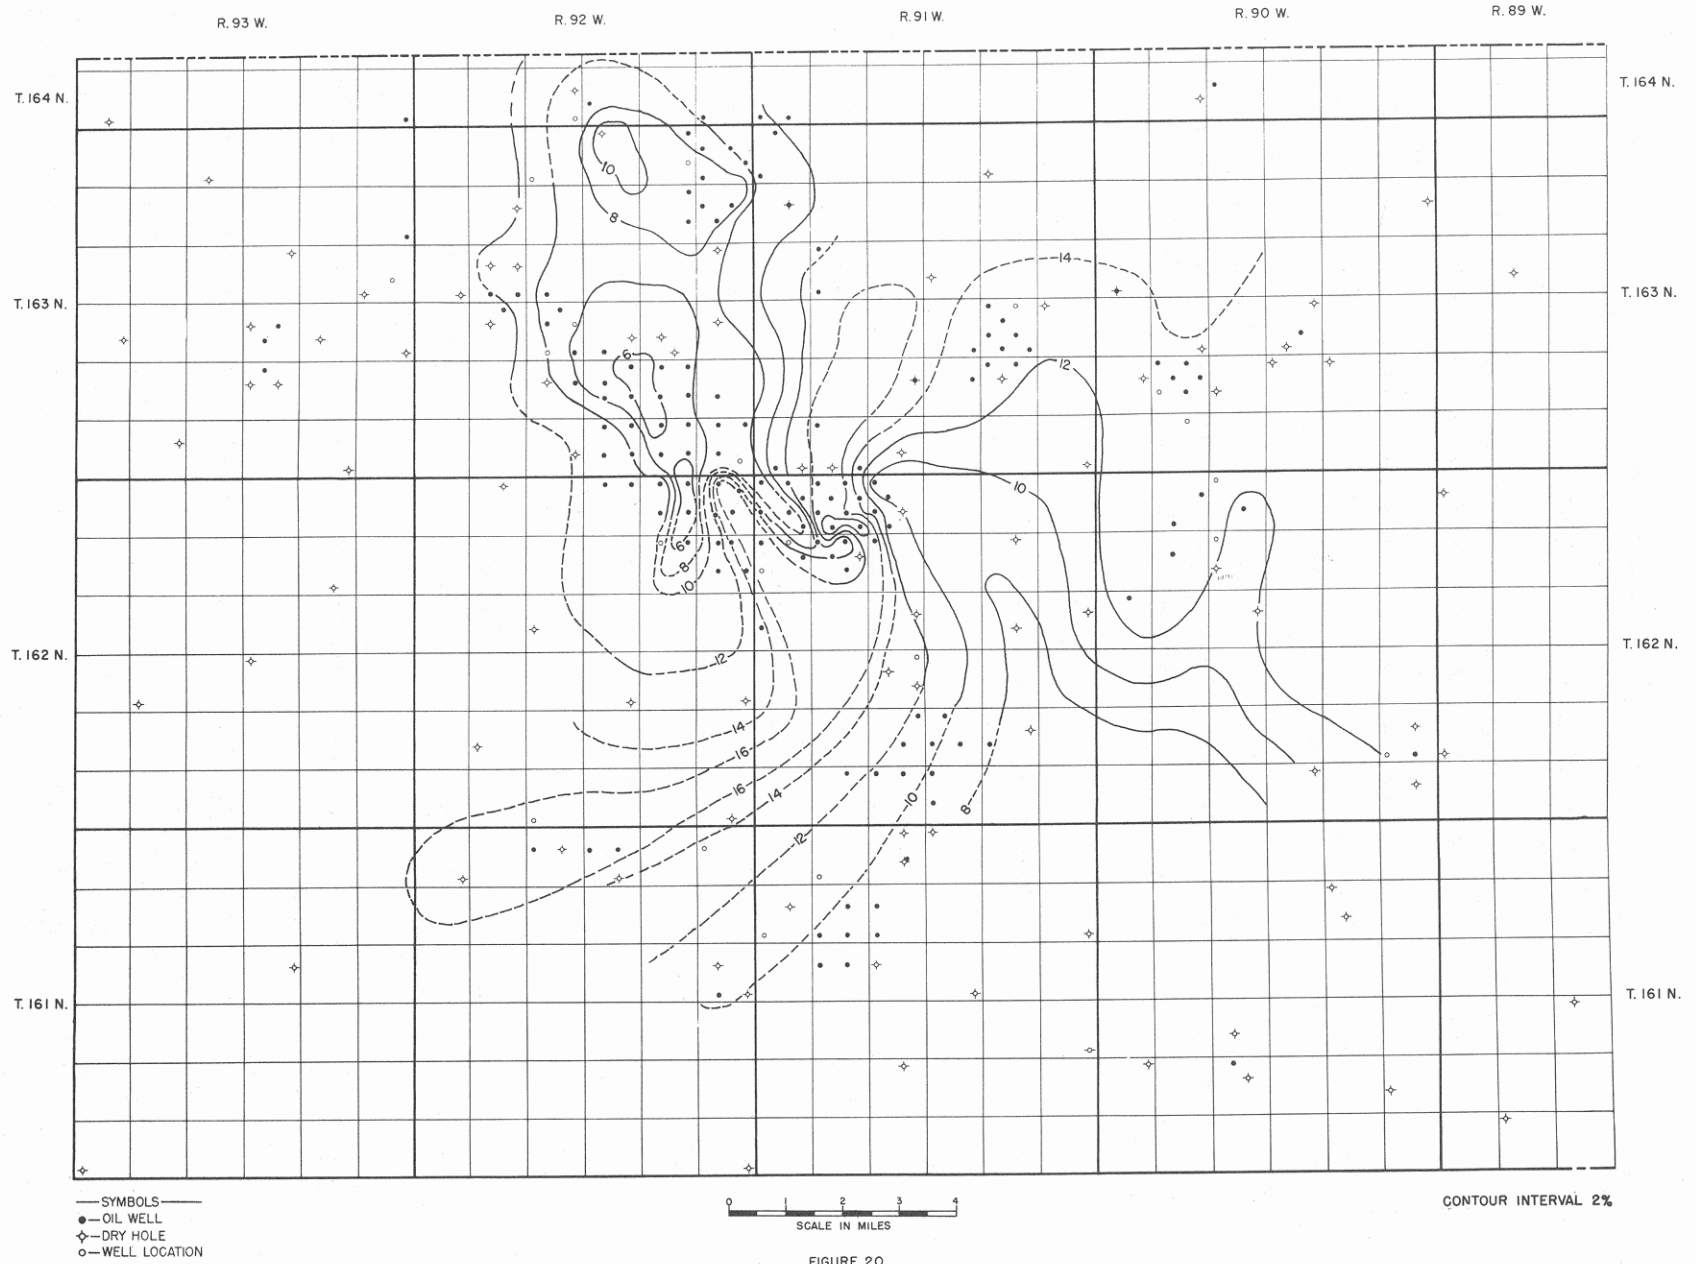 R. 93 W. R. 92 W. R. 91 W. R. 90 W. R. 89 W.
T. 164 N. T. 164 N.
10
8
14
T. 163 N. T. 163 N.
6
12
10
6
8
10
T. 162 N. 12 T. 162 N.
14
16
16
14
10
8
12
T. 161 N. T. 161 N.
SYMBOLS
OIL WELL
DRY HOLE
WELL LOCATION
0 1 2 3 4
SCALE IN MILES
CONTOUR INTERVAL 2%
FIGURE 20